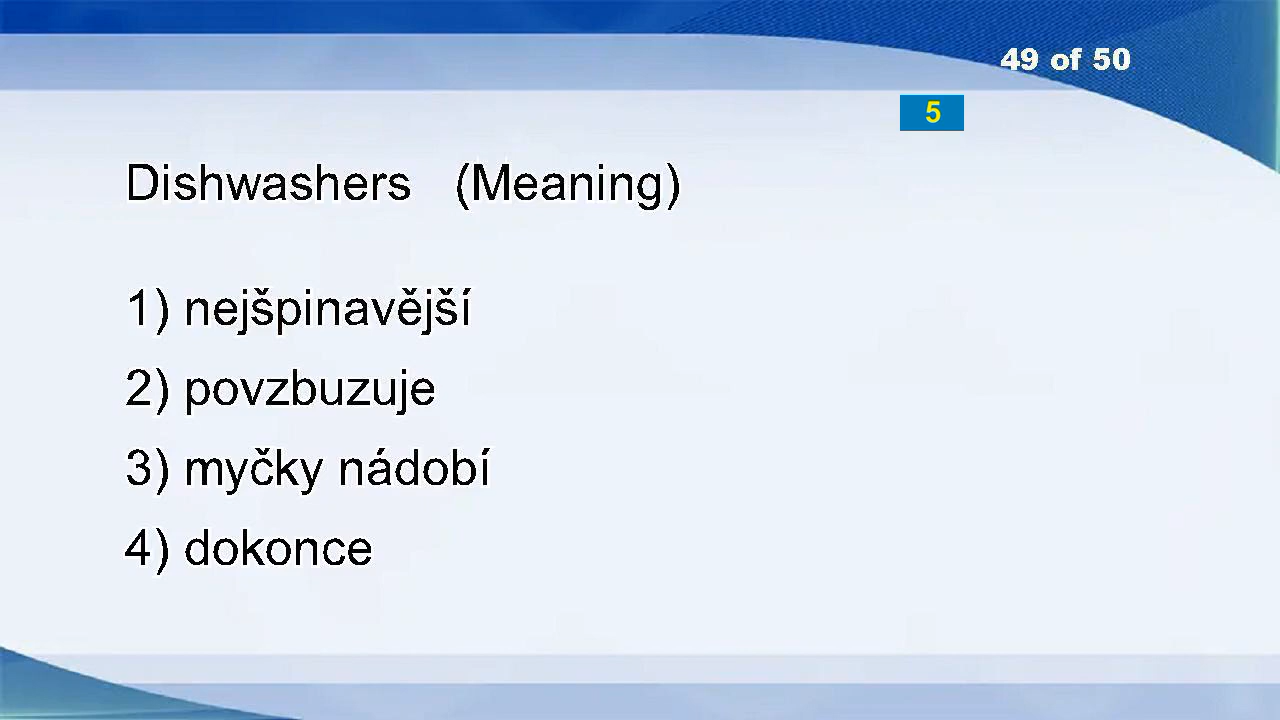 49 of 50
5
Dishwashers (Meaning)
1) nejšpinavější
2) povzbuzuje
3) myčky nádobí
4) dokonce